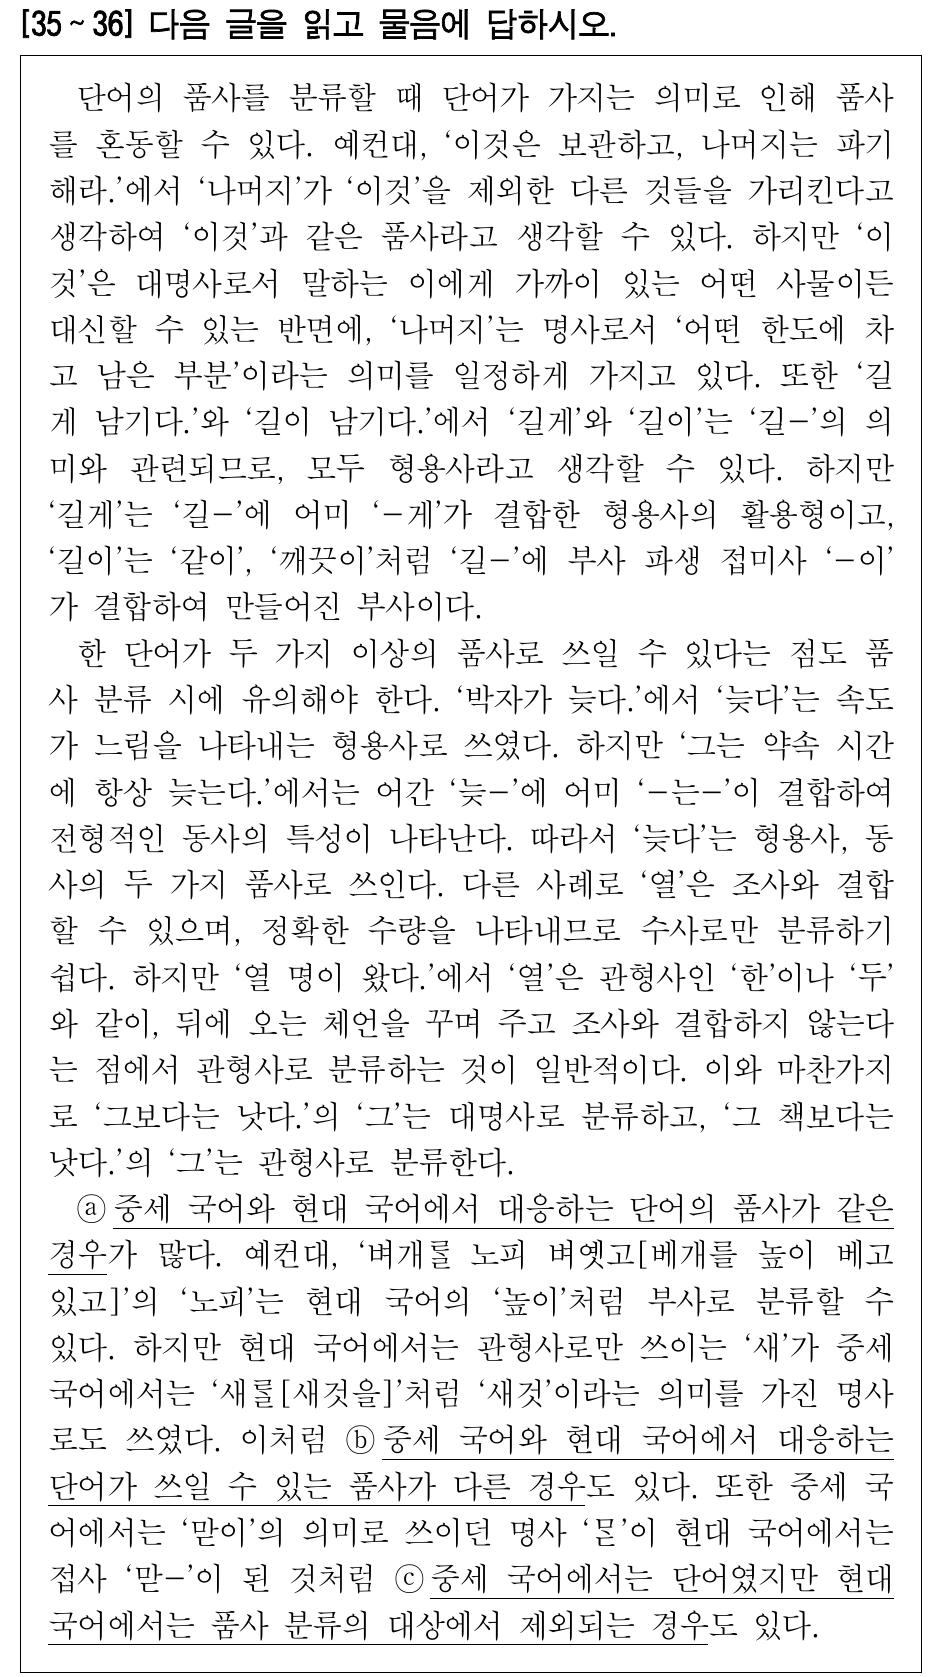 [35~36] 다음 글을 읽고 물음에 답하시오.
단어의 품사를 분류할 때 단어가 가지는 의미로 인해 품사
를 혼동할 수 있다. 예컨대, ‘이것은 보관하고, 나머지는 파기
해라.’에서 ‘나머지’가 ‘이것’을 제외한 다른 것들을 가리킨다고
생각하여 ‘이것’과 같은 품사라고 생각할 수 있다. 하지만 ‘이
것’은 대명사로서 말하는 이에게 가까이 있는 어떤 사물이든
대신할 수 있는 반면에, ‘나머지’는 명사로서 ‘어떤 한도에 차
고 남은 부분’이라는 의미를 일정하게 가지고 있다. 또한 ‘길
게 남기다.’와 ‘길이 남기다.’에서 ‘길게’와 ‘길이’는 ‘길-’의 의
미와 관련되므로, 모두 형용사라고 생각할 수 있다. 하지만
‘길게’는 ‘길-’에 어미 ‘-게’가 결합한 형용사의 활용형이고,
‘길이’는 ‘같이’, ‘깨끗이’처럼 ‘길-’에 부사 파생 접미사 ‘-이’
가 결합하여 만들어진 부사이다.
한 단어가 두 가지 이상의 품사로 쓰일 수 있다는 점도 품
사 분류 시에 유의해야 한다. ‘박자가 늦다.’에서 ‘늦다’는 속도
가 느림을 나타내는 형용사로 쓰였다. 하지만 ‘그는 약속 시간
에 항상 늦는다.’에서는 어간 ‘늦-’에 어미 ‘-는-’이 결합하여
전형적인 동사의 특성이 나타난다. 따라서 ‘늦다’는 형용사, 동
사의 두 가지 품사로 쓰인다. 다른 사례로 ‘열’은 조사와 결합
할 수 있으며, 정확한 수량을 나타내므로 수사로만 분류하기
쉽다. 하지만 ‘열 명이 왔다.’에서 ‘열’은 관형사인 ‘한’이나 ‘두’
와 같이, 뒤에 오는 체언을 꾸며 주고 조사와 결합하지 않는다
는 점에서 관형사로 분류하는 것이 일반적이다. 이와 마찬가지
로 ‘그보다는 낫다.’의 ‘그’는 대명사로 분류하고, ‘그 책보다는
낫다.’의 ‘그’는 관형사로 분류한다.
ⓐ 중세 국어와 현대 국어에서 대응하는 단어의 품사가 같은
경우가 많다. 예컨대, ‘벼개ᄅᆞᆯ 노피 벼옛고[베개를 높이 베고
있고]’의 ‘노피’는 현대 국어의 ‘높이’처럼 부사로 분류할 수
있다. 하지만 현대 국어에서는 관형사로만 쓰이는 ‘새’가 중세
국어에서는 ‘새ᄅᆞᆯ[새것을]’처럼 ‘새것’이라는 의미를 가진 명사
로도 쓰였다. 이처럼 ⓑ 중세 국어와 현대 국어에서 대응하는
단어가 쓰일 수 있는 품사가 다른 경우도 있다. 또한 중세 국
어에서는 ‘맏이’의 의미로 쓰이던 명사 ‘ᄆᆞᆮ’이 현대 국어에서는
접사 ‘맏-’이 된 것처럼 ⓒ 중세 국어에서는 단어였지만 현대
국어에서는 품사 분류의 대상에서 제외되는 경우도 있다.